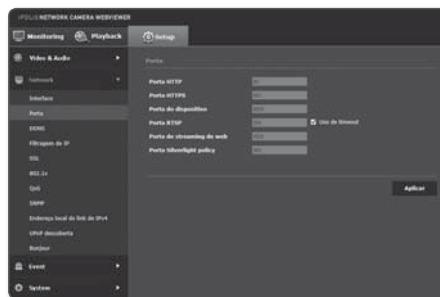 iPOLiS NETWORK CAMERA WEBVIEWER
Monitoring
Playback
Setup
Video & Audio
Network
Interface
Porta
DDNS
Filtragem de IP
SSL
802.1x
QoS
SNMP
Endereço local do link de IPv4
UPnP descoberta
Bonjour
Event
System
Porta
Porta HTTP
Porta HTTPS
Porta do dispositivo
Porta RTSP
Uso de timeout
Porta de streaming de web
Porta Silverlight policy
Aplicar